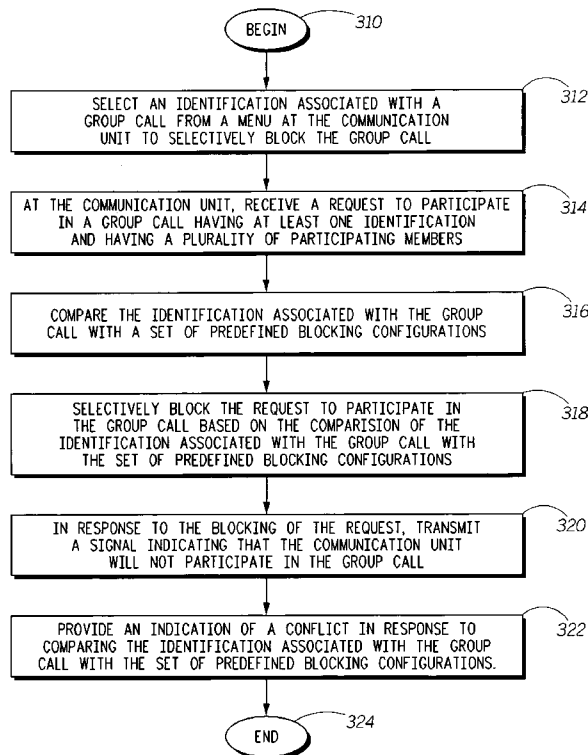 BEGIN
310
SELECT AN IDENTIFICATION ASSOCIATED WITH A
GROUP CALL FROM A MENU AT THE COMMUNICATION
UNIT TO SELECTIVELY BLOCK THE GROUP CALL
312
AT THE COMMUNICATION UNIT, RECEIVE A REQUEST TO PARTICIPATE
IN A GROUP CALL HAVING AT LEAST ONE IDENTIFICATION
AND HAVING A PLURALITY OF PARTICIPATING MEMBERS
314
COMPARE THE IDENTIFICATION ASSOCIATED WITH THE GROUP
CALL WITH A SET OF PREDEFINED BLOCKING CONFIGURATIONS
316
SELECTIVELY BLOCK THE REQUEST TO PARTICIPATE IN
THE GROUP CALL BASED ON THE COMPARISION OF THE
IDENTIFICATION ASSOCIATED WITH THE GROUP CALL WITH
THE SET OF PREDEFINED BLOCKING CONFIGURATIONS
318
IN RESPONSE TO THE BLOCKING OF THE REQUEST, TRANSMIT
A SIGNAL INDICATING THAT THE COMMUNICATION UNIT
WILL NOT PARTICIPATE IN THE GROUP CALL
320
PROVIDE AN INDICATION OF A CONFLICT IN RESPONSE TO
COMPARING THE IDENTIFICATION ASSOCIATED WITH THE GROUP
CALL WITH THE SET OF PREDEFINED BLOCKING CONFIGURATIONS.
322
END
324